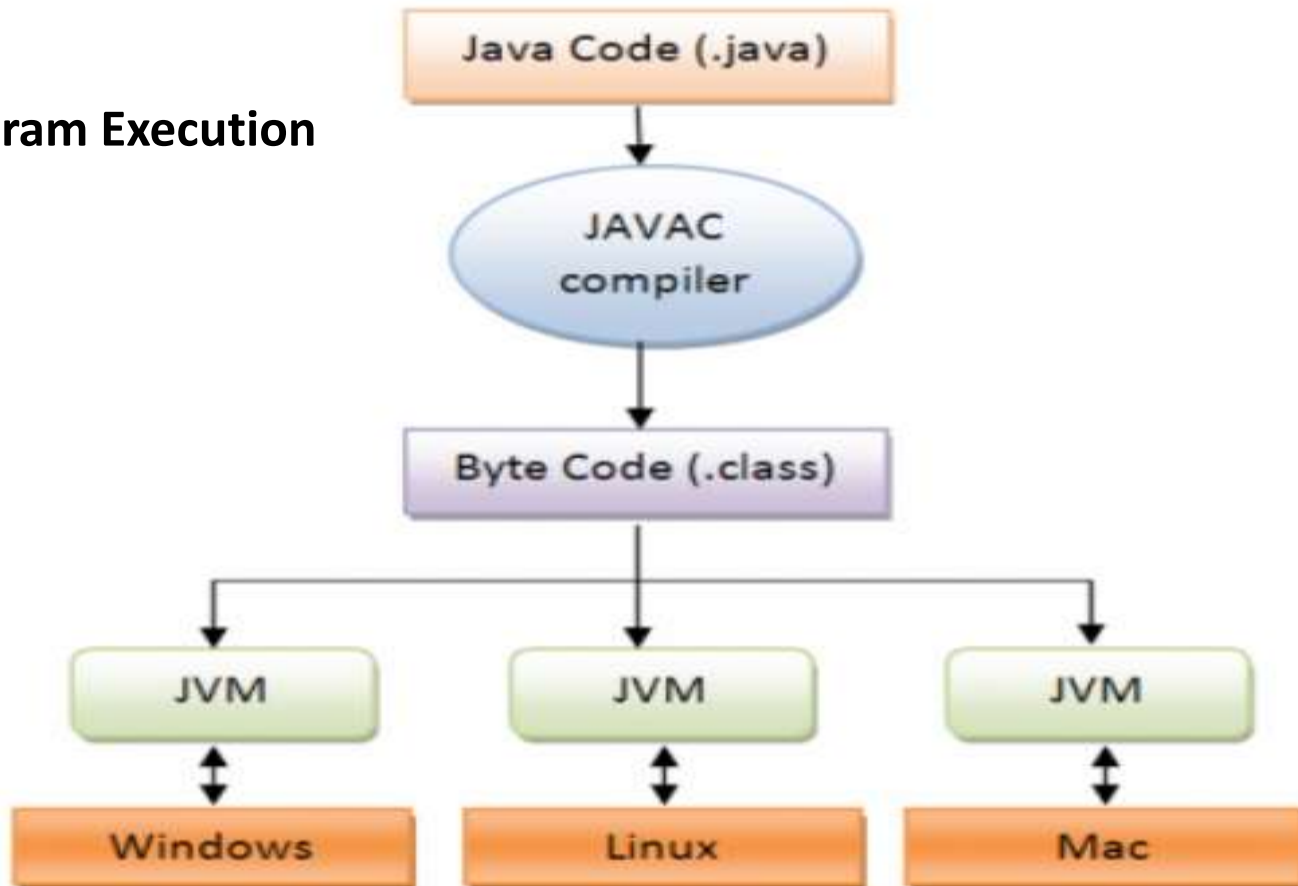 Java Code (.java)
ram Execution
JAVAC
compiler
Byte Code (.class)
JVM JVM JVM
Windows Linux Mac